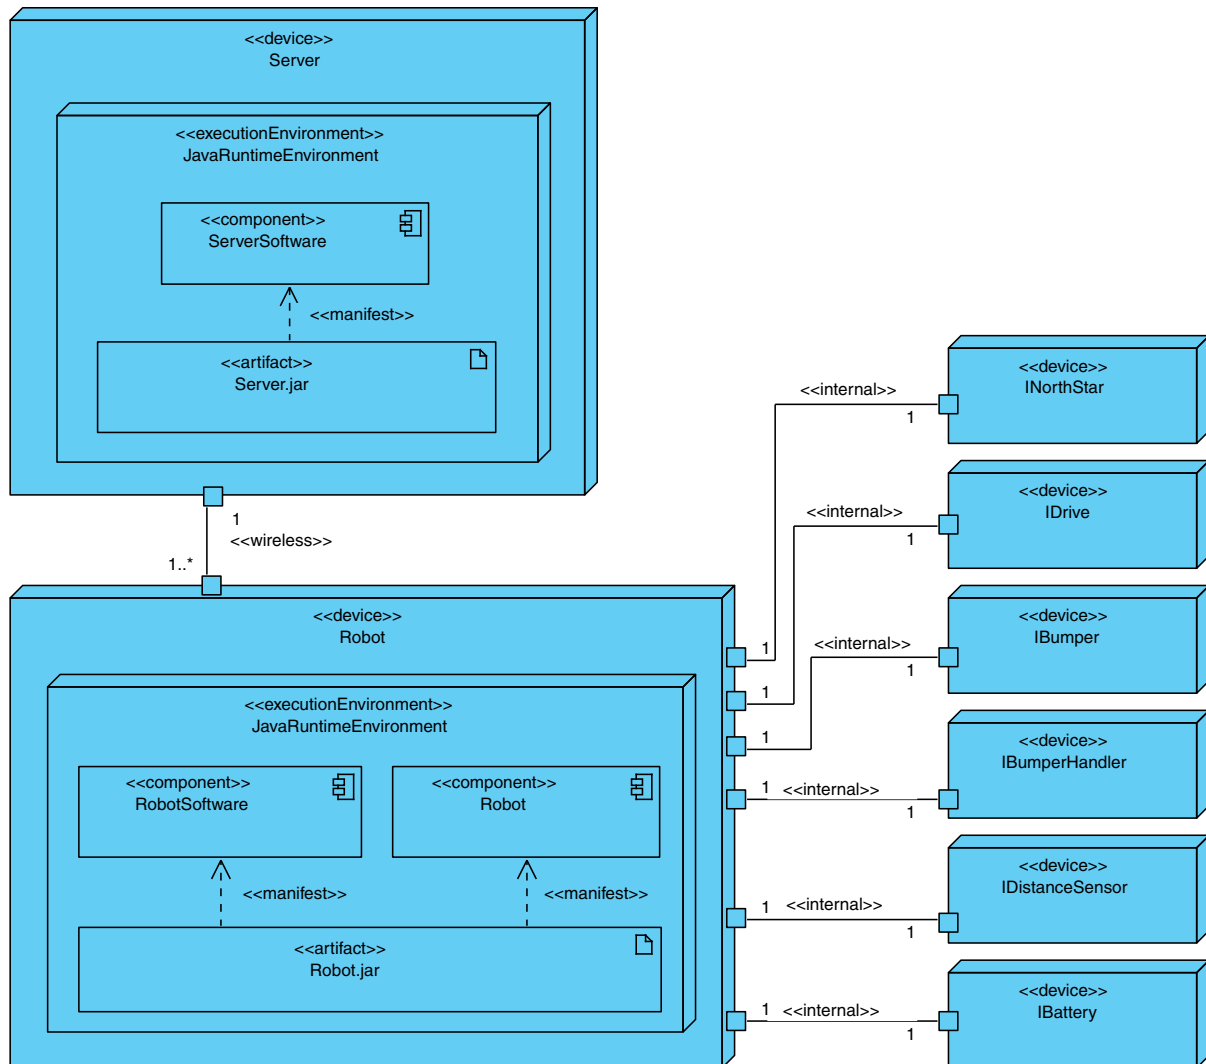 <<device>>
Server
<<executionEnvironment>>
JavaRuntimeEnvironment
<<component>>
ServerSoftware
<<manifest>>
<<artifact>>
Server.jar
1
<<wireless>>
1..*
<<device>>
Robot
<<executionEnvironment>>
JavaRuntimeEnvironment
<<component>>
RobotSoftware
<<component>>
Robot
<<manifest>>
<<manifest>>
<<artifact>>
Robot.jar
1
<<internal>>
1
<<device>>
INorthStar
1
<<internal>>
1
<<device>>
IDrive
1
<<internal>>
1
<<device>>
IBumper
1
<<internal>>
1
<<device>>
IBumperHandler
1
<<internal>>
1
<<device>>
IDistanceSensor
1
<<internal>>
1
<<device>>
IBattery